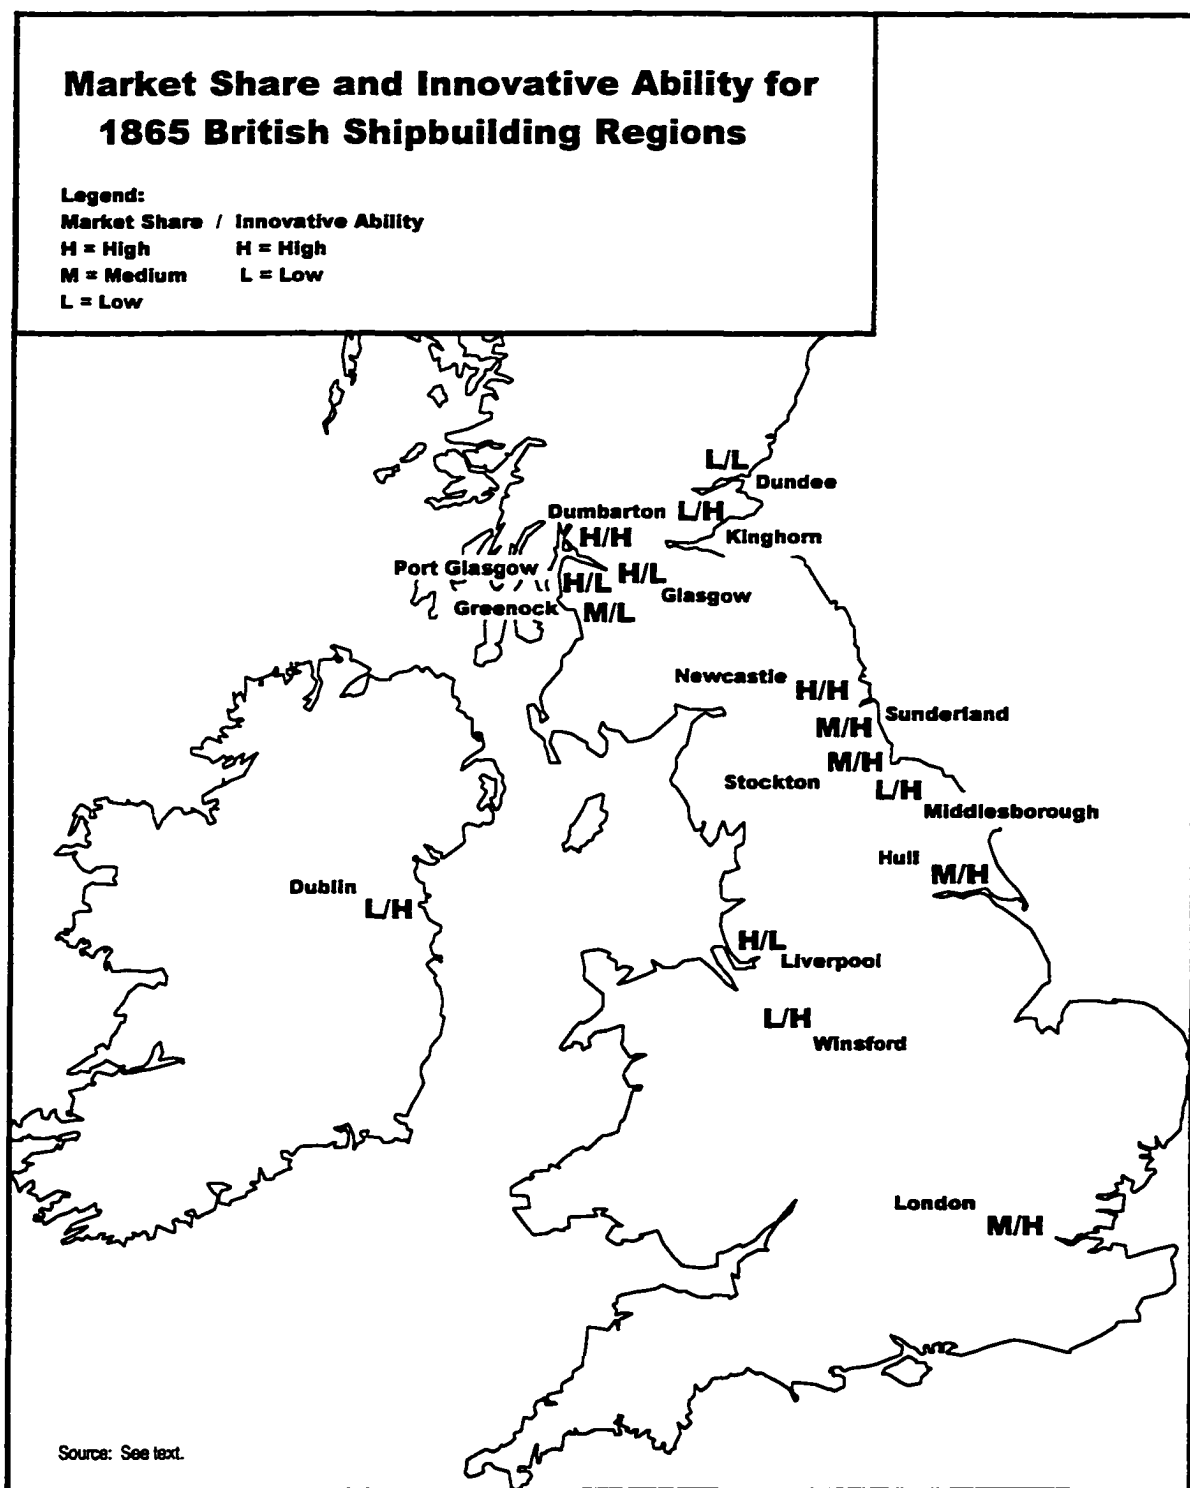 Market Share and Innovative Ability for
1865 British Shipbuilding Regions
Legend:
Market Share / Innovative Ability
H = High H = High
M = Medium L = Low
L = Low
L/L
Dundee
Dumbarton L/H
H/H
Kinghorn
Port Glasgow
H/L H/L
Glasgow
Greenock M/L
Newcastle H/H
Sunderland
M/H
M/H
Stockton
L/H
Middlesborough
Hull
M/H
Dublin
L/H
H/L
Liverpool
L/H
Winsford
London
M/H
Source: See text.